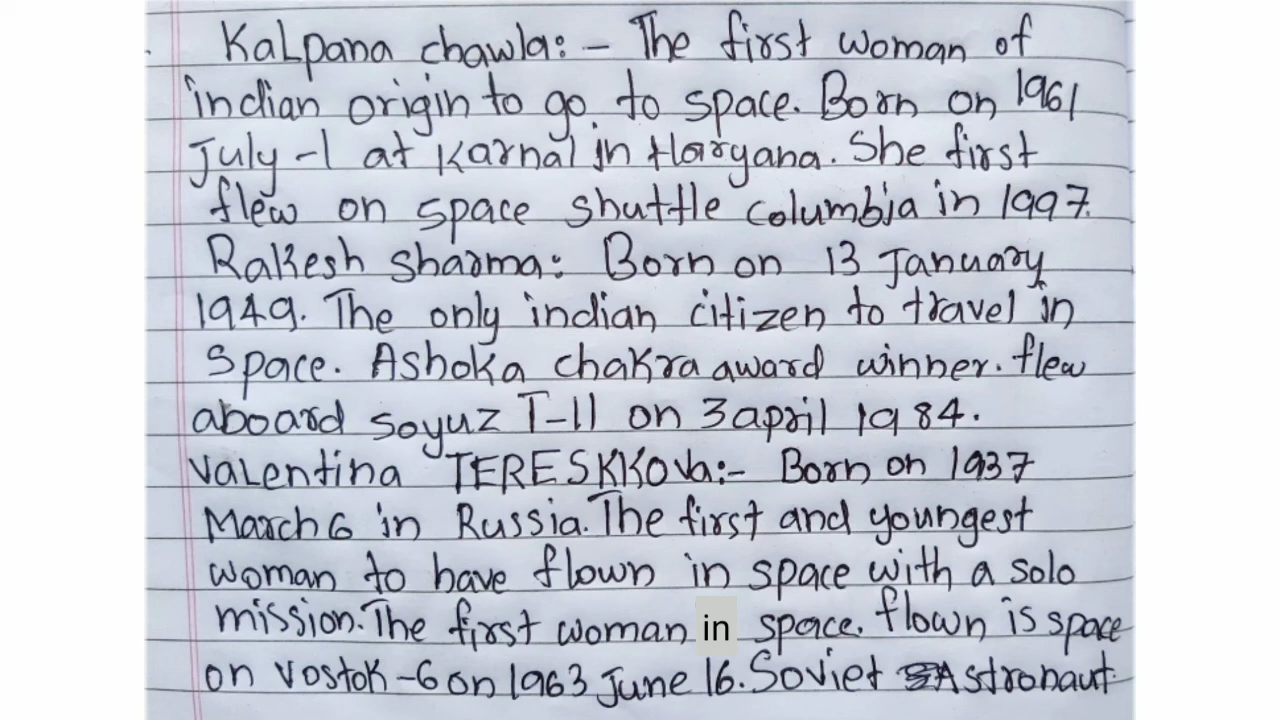 Kalpana chawla: - The first woman of
indian origin to go to space. Born on 1961
July -1 at Karnal in Haryana. She first
flew on space shuttle columbia in 1997.
Rakesh sharma: Born on 13 January
1949. The only indian citizen to travel in
Space. Ashoka chakra award winner. flew
aboard soyuz T-11 on 3 april 1984.
Valentina TERESKKOVa:- Born on 1937
March 6 in Russia. The first and youngest
woman to have flown in space with a solo
mission. The first woman in space. flown is space
on Vostok -6 on 1963 June 16. Soviet Astronaut.